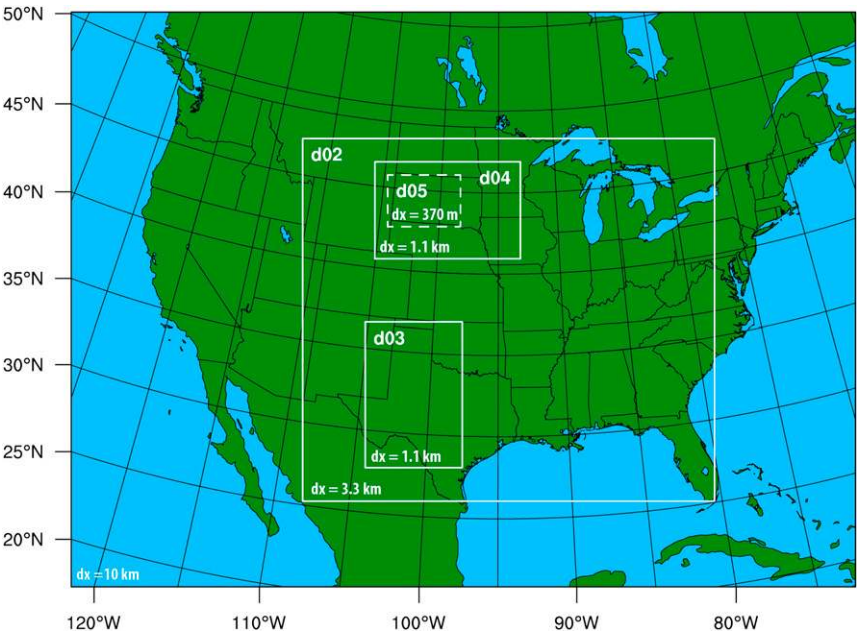 50°N
45°N
40°N
35°N
30°N
25°N
20°N
d02
d04
d05
dx = 370 m
dx = 1.1 km
d03
dx = 1.1 km
dx = 3.3 km
dx = 10 km
120°W
110°W
100°W
90°W
80°W